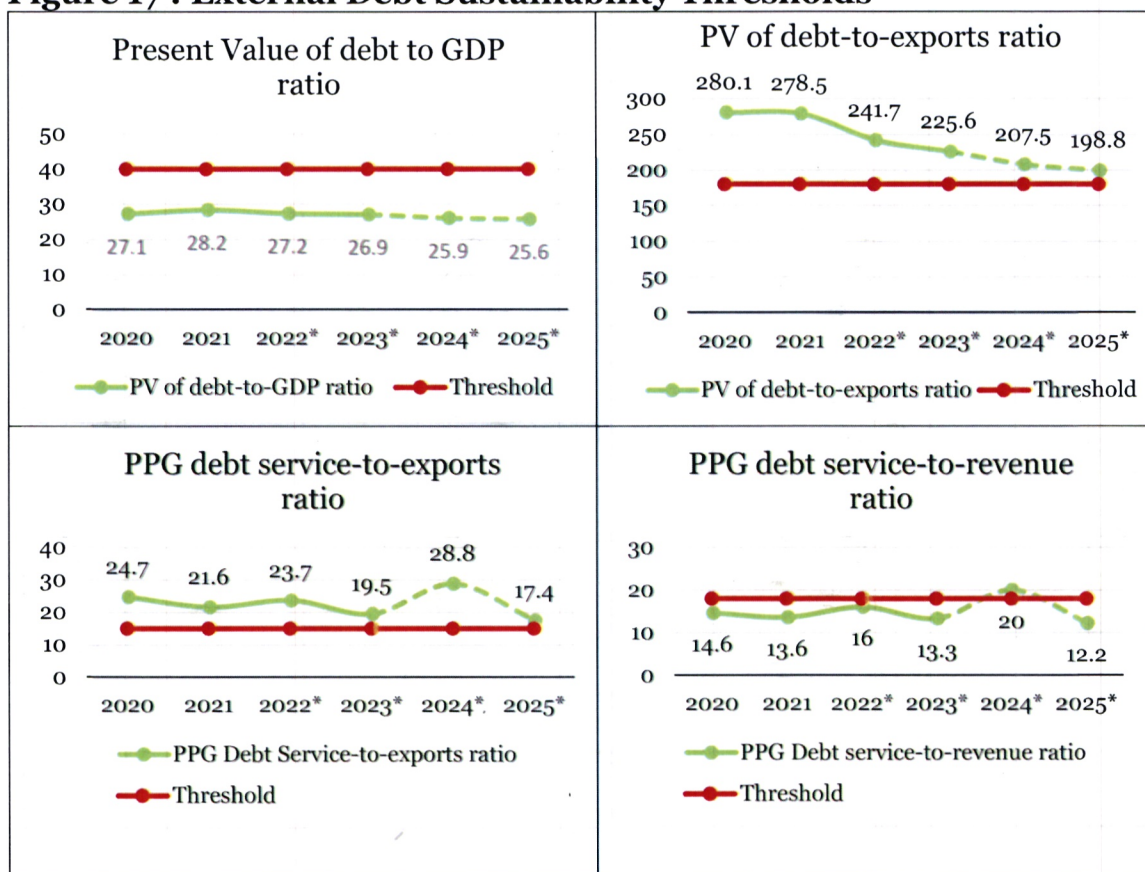 Figure 17 : External Debt Sustainability Thresholds
Present Value of debt to GDP
ratio
50
40
30
20
10
0
27.1 28.2 27.2 26.9 25.9 25.6
2020 2021 2022* 2023* 2024* 2025*
PV of debt-to-GDP ratio Threshold
PV of debt-to-exports ratio
280.1 278.5 241.7 225.6 207.5 198.8
300
250
200
150
100
50
0
2020 2021 2022* 2023* 2024* 2025*
PV of debt-to-exports ratio Threshold
PPG debt service-to-exports
ratio
40
30
20
10
0
24.7 21.6 23.7 19.5 28.8 17.4
2020 2021 2022* 2023* 2024* 2025*
PPG Debt Service-to-exports ratio
Threshold
PPG debt service-to-revenue
ratio
30
20
10
0
14.6 13.6 16 13.3 20 12.2
2020 2021 2022* 2023* 2024* 2025*
PPG Debt service-to-revenue ratio
Threshold